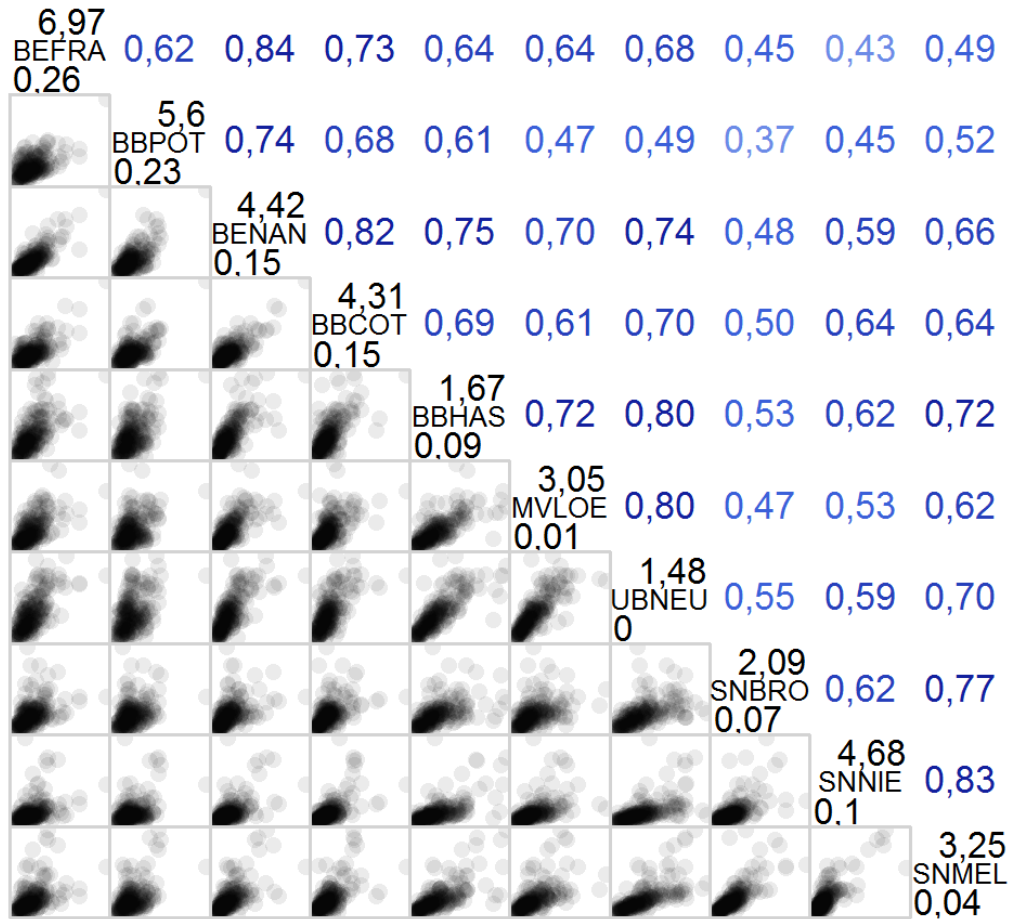 6,97
BEFRA 0,62 0,84 0,73 0,64 0,64 0,68 0,45 0,43 0,49
0,26
5,6
BBPOT 0,74 0,68 0,61 0,47 0,49 0,37 0,45 0,52
0,23
4,42
BENAN 0,82 0,75 0,70 0,74 0,48 0,59 0,66
0,15
4,31
BBCOT 0,69 0,61 0,70 0,50 0,64 0,64
0,15
1,67
BBHAS 0,72 0,80 0,53 0,62 0,72
0,09
3,05
MVLOE 0,80 0,47 0,53 0,62
0,01
1,48
UBNEU 0,55 0,59 0,70
0
2,09
SNBRO 0,62 0,77
0,07
4,68
SNNIE 0,83
0,1
3,25
SNMEL
0,04